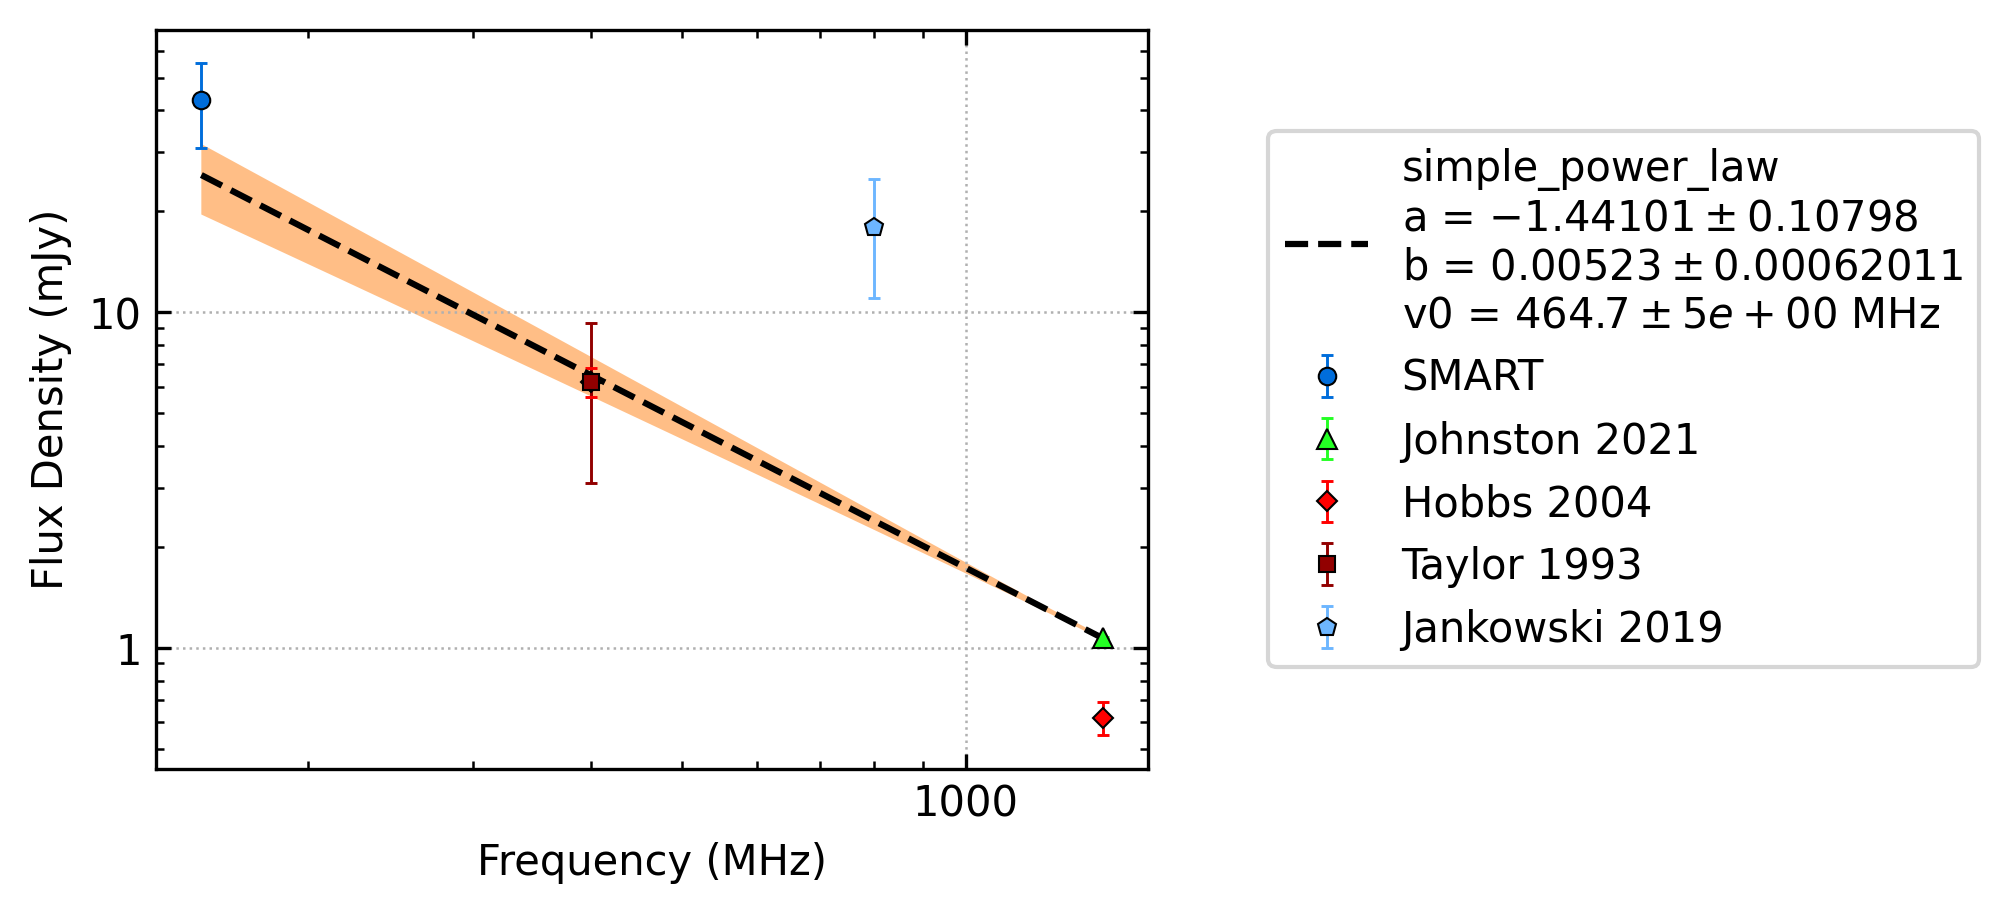 Flux Density (mJy)
10
1
1000
Frequency (MHz)
simple_power_law
a = −1.44101 ± 0.10798
b = 0.00523 ± 0.00062011
v0 = 464.7 ± 5e + 00 MHz
SMART
Johnston 2021
Hobbs 2004
Taylor 1993
Jankowski 2019